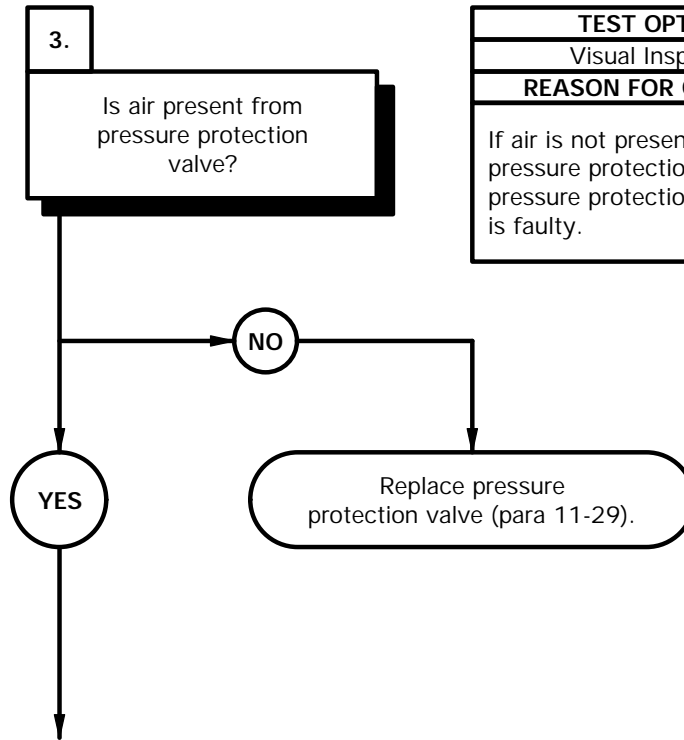 3.
Is air present from
pressure protection
valve?
TEST OPT
Visual Insp
REASON FOR
If air is not presen
pressure protectio
pressure protectio
is faulty.
NO
YES
Replace pressure
protection valve (para 11-29).